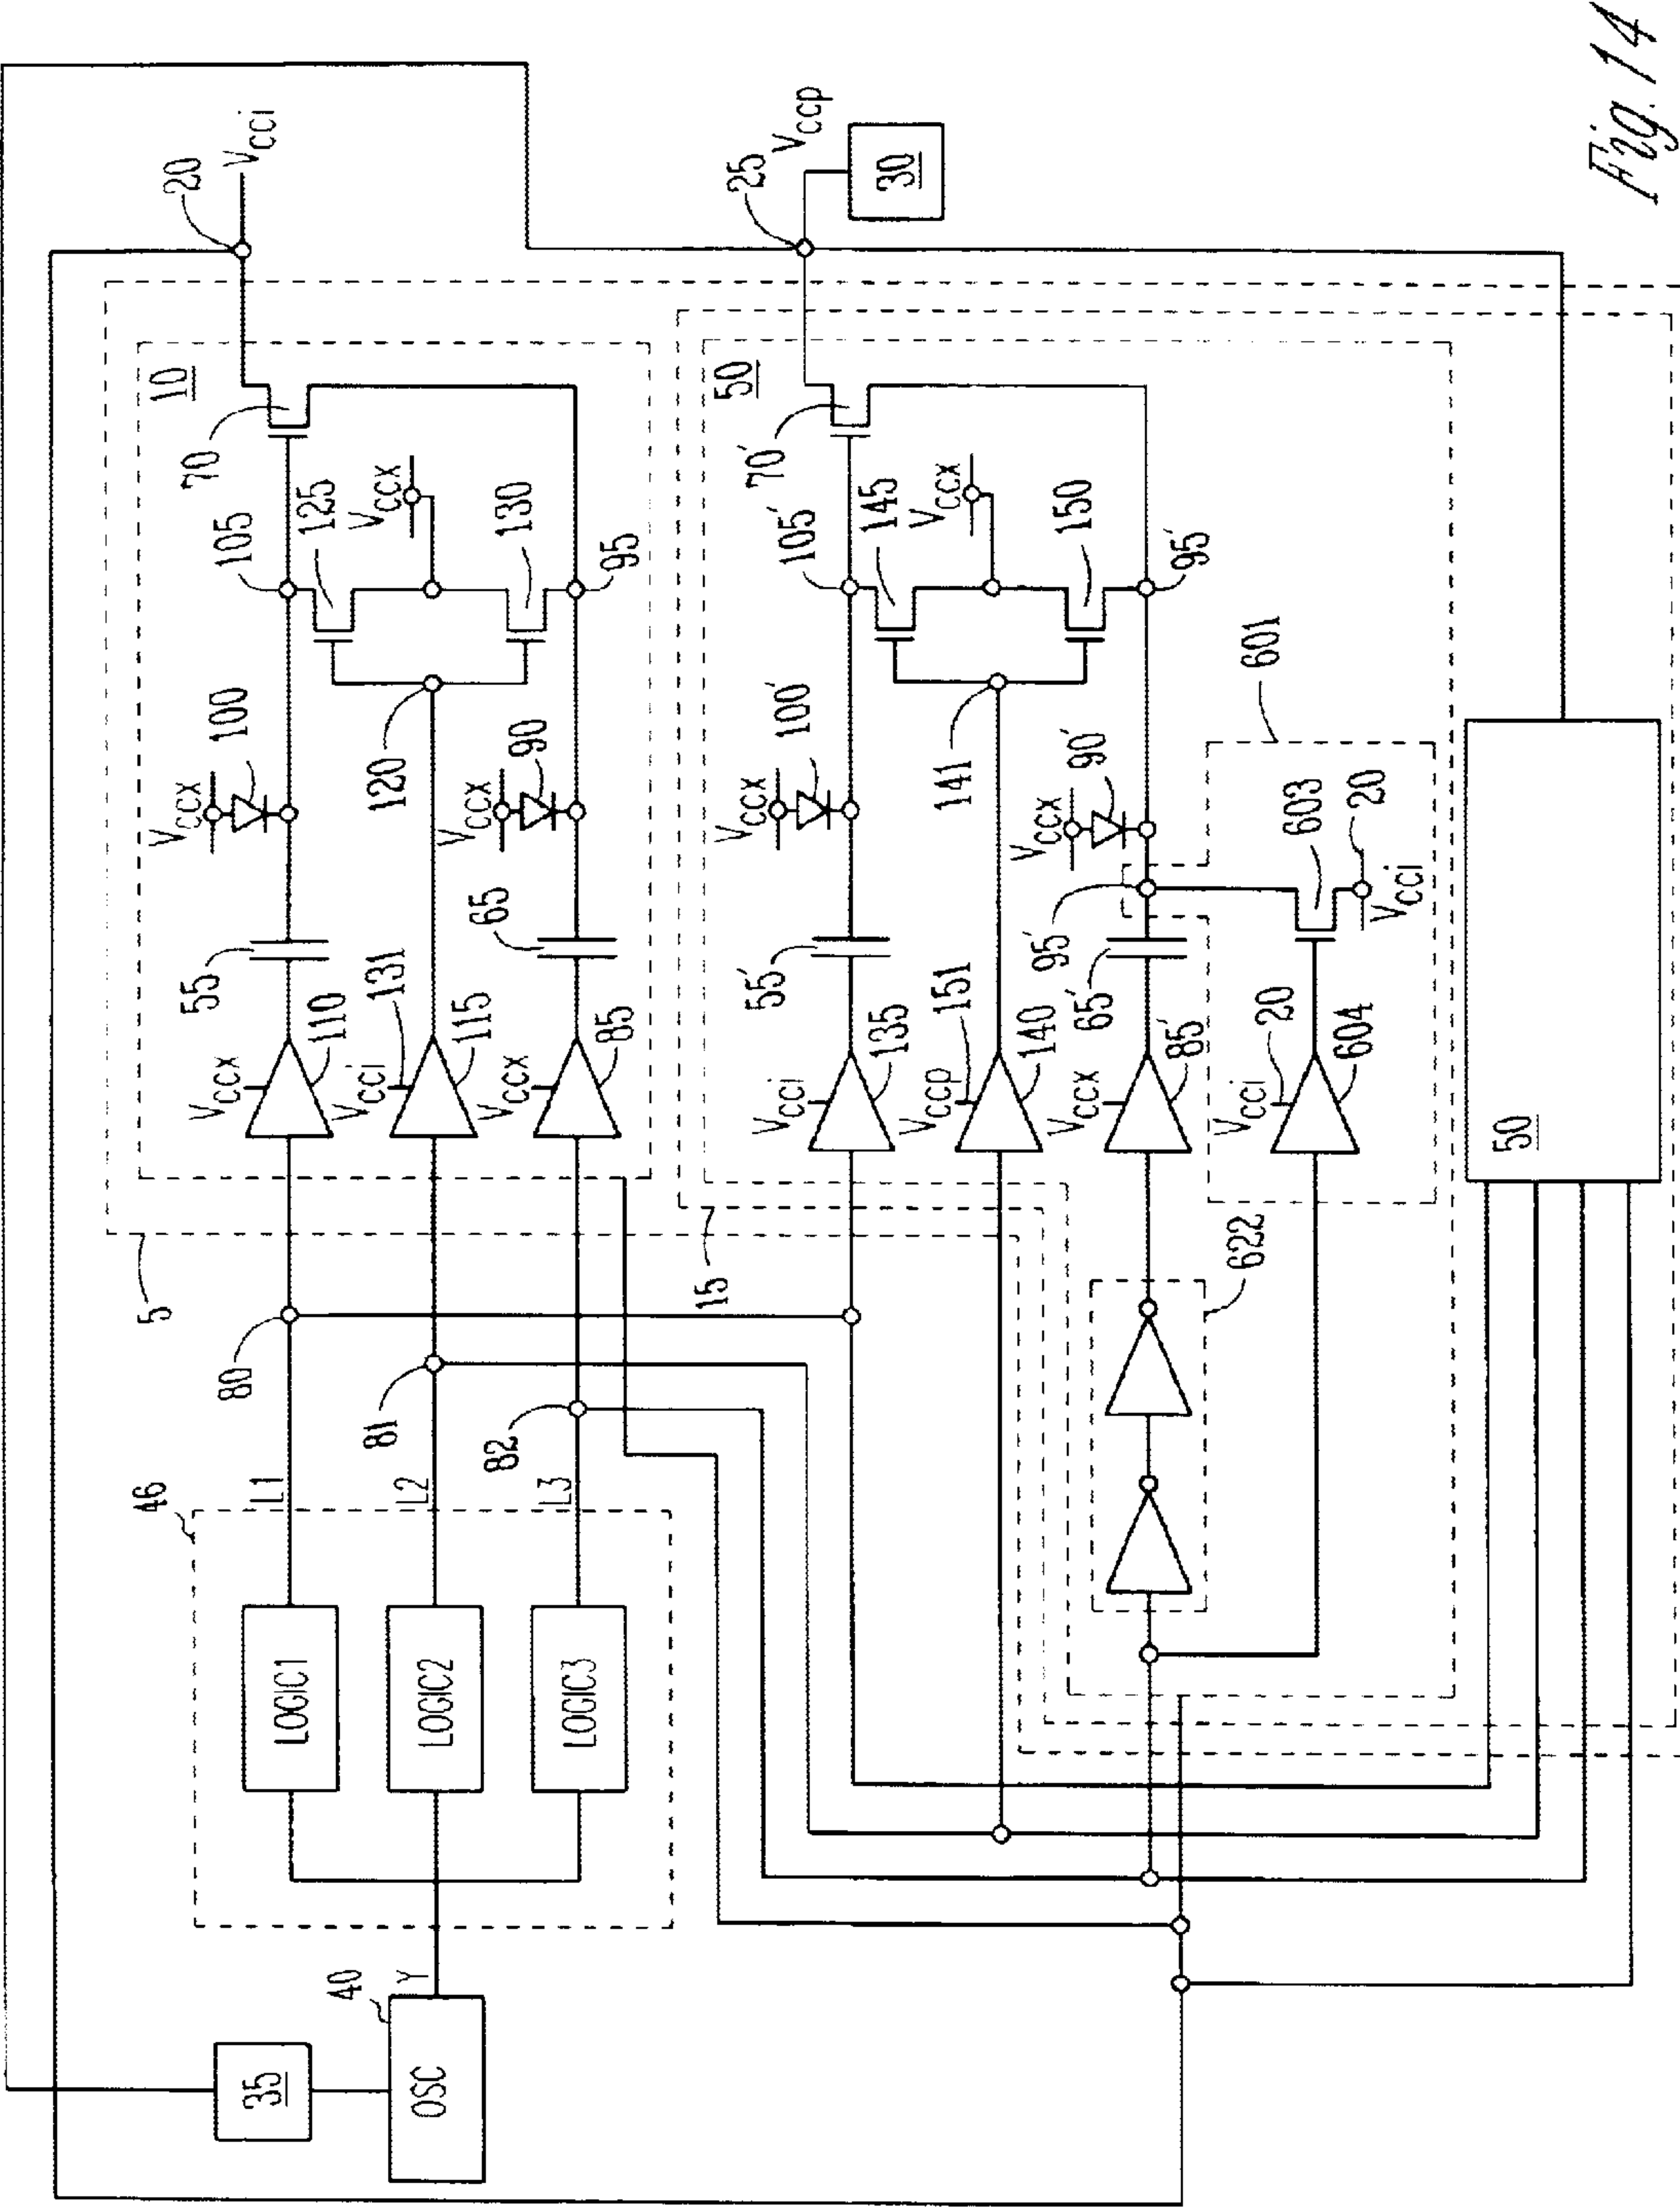 Fig. 14
20
Vcci
25
Vccp
30
10
70
105
125
Vccx
130
95
Vccx
100
120
Vccx
90
55
65
Vccx
110
Vcci
131
115
Vccx
85
5
80
L1
81
L2
82
L3
46
LOGIC1
LOGIC2
LOGIC3
40
Y
OSC
35
50
70'
105'
145
Vccx
150
95'
Vccx
100'
141
Vccx
90'
55'
95'
65'
Vcci
135
Vccp
151
140
Vccx
85'
601
603
20
Vcci
Vcci
20
604
15
622
50